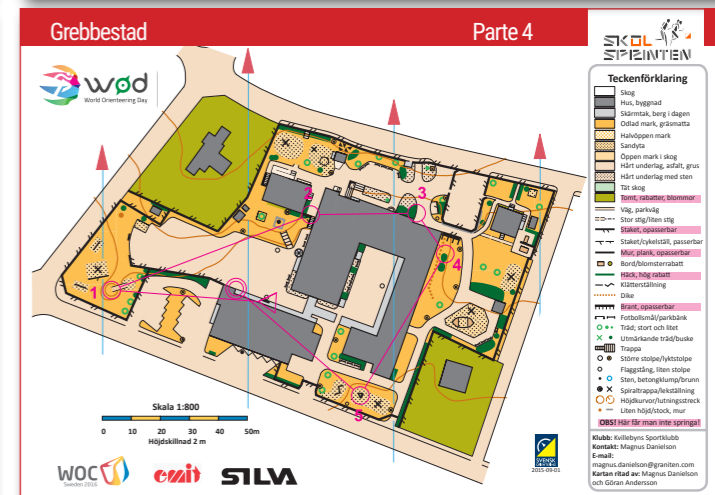 Grebbestad
Parte 4
SKOL
SPRINTEN
wød
World Orienteering Day
1
2
3
4
5
Skala 1:800
0 10 20 30 40 50m
Höjdskillnad 2 m
WOC
Sweden 2016
emit
SILVA
SVENSK
2015-09-01
Teckenförklaring
Skog
Hus, byggnad
Skärmtak, berg i dagen
Odlad mark, gräsmatta
Halvöppen mark
Sandyta
Öppen mark i skog
Hårt underlag, asfalt, grus
Hårt underlag med sten
Tät skog
Tomt, rabatter, blommor
Väg, parkväg
Stor stig/liten stig
Staket, opasserbar
Staket/cykelställ, passerbar
Mur, plank, opasserbar
Bord/blomsterrabatt
Häck, hög rabatt
Klätterställning
Dike
Brant, opasserbar
Fotbollsmål/parkbänk
Träd; stort och litet
Utmärkande träd/buske
Trappa
Större stolpe/lyktstolpe
Flaggstång, liten stolpe
Sten, betongklump/brunn
Spiraltrappa/lekställning
Höjdkurvor/lutningsstreck
Liten höjd/stock, mur
OBS! Här får man inte springa!
Klubb: Kvillebyns Sportklubb
Kontakt: Magnus Danielson
E-mail:
magnus.danielson@graniten.com
Kartan ritad av: Magnus Danielson
och Göran Andersson